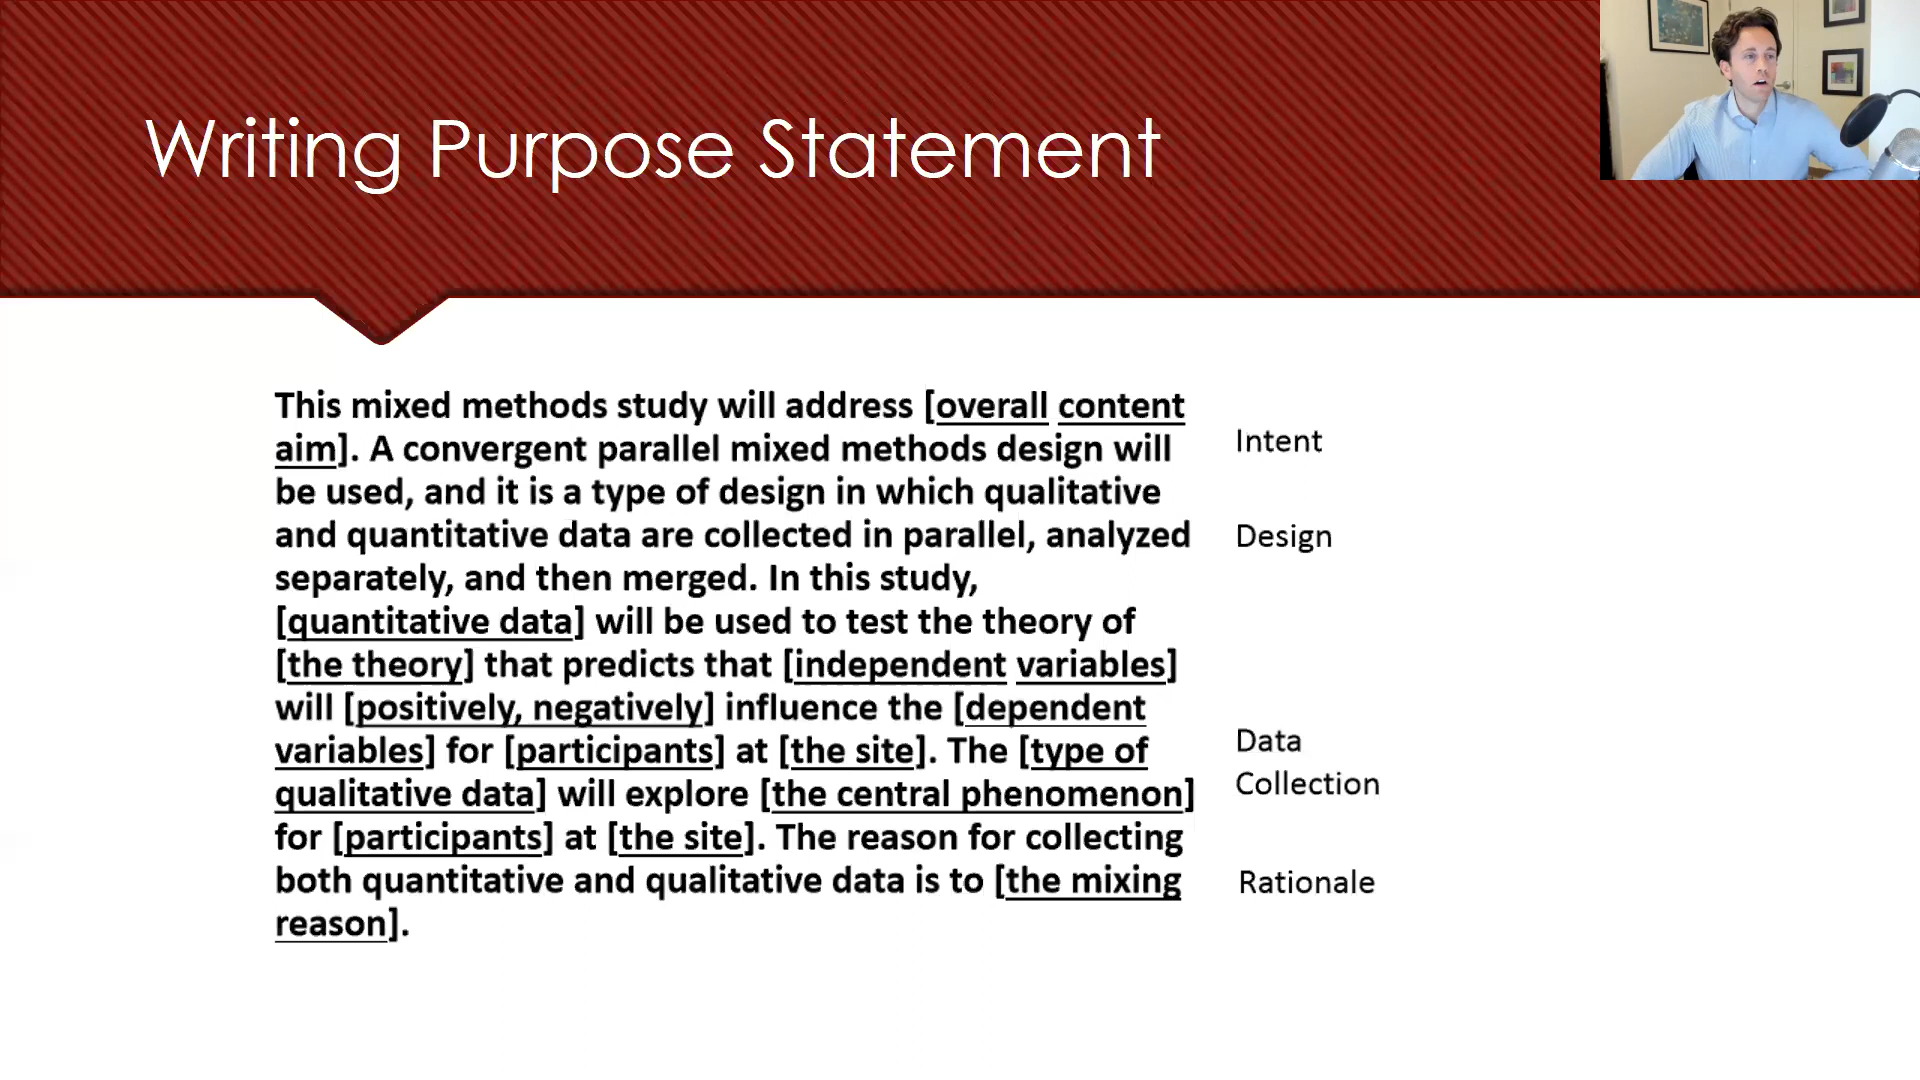 Writing Purpose Statement
This mixed methods study will address [overall content
aim]. A convergent parallel mixed methods design will
be used, and it is a type of design in which qualitative
and quantitative data are collected in parallel, analyzed
separately, and then merged. In this study,
[quantitative data] will be used to test the theory of
[the theory] that predicts that [independent variables]
will [positively, negatively] influence the [dependent
variables] for [participants] at [the site]. The [type of
qualitative data] will explore [the central phenomenon]
for [participants] at [the site]. The reason for collecting
both quantitative and qualitative data is to [the mixing
reason].
Intent
Design
Data
Collection
Rationale